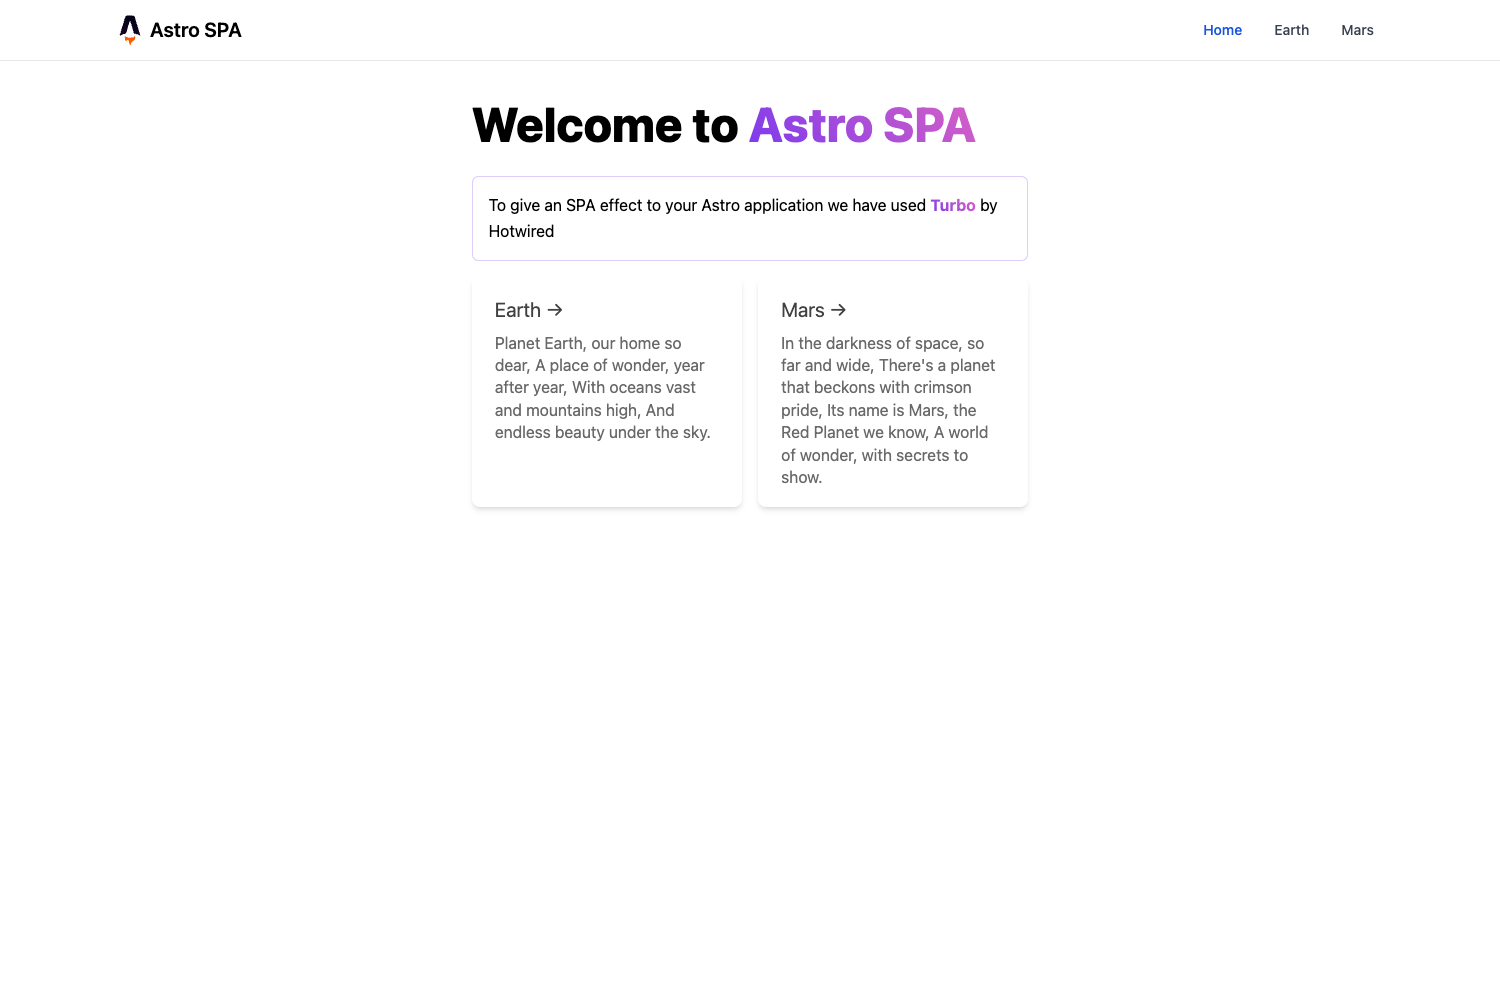 Astro SPA
Home Earth Mars
Welcome to Astro SPA
To give an SPA effect to your Astro application we have used Turbo by
Hotwired
Earth →
Planet Earth, our home so
dear, A place of wonder, year
after year, With oceans vast
and mountains high, And
endless beauty under the sky.
Mars →
In the darkness of space, so
far and wide, There's a planet
that beckons with crimson
pride, Its name is Mars, the
Red Planet we know, A world
of wonder, with secrets to
show.